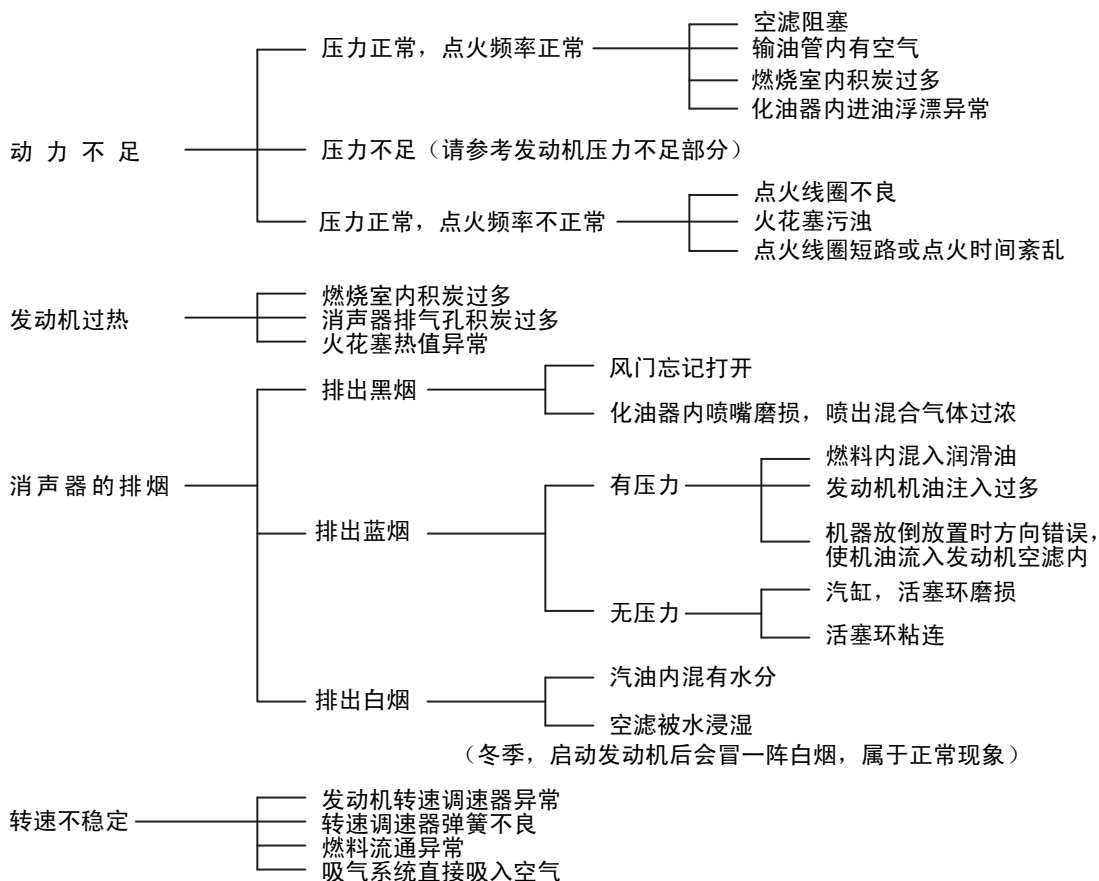 空滤阻塞
压力正常，点火频率正常
输油管内有空气
燃烧室内积炭过多
化油器内进油浮漂异常
动力不足
压力不足（请参考发动机压力不足部分）
点火线圈不良
压力正常，点火频率不正常
火花塞污浊
点火线圈短路或点火时间紊乱
发动机过热
燃烧室内积炭过多
消声器排气孔积炭过多
火花塞热值异常
消声器的排烟
排出黑烟
风门忘记打开
化油器内喷嘴磨损，喷出混合气体过浓
排出蓝烟
有压力
燃料内混入润滑油
发动机机油注入过多
机器放倒放置时方向错误，
使机油流入发动机空滤内
无压力
汽缸，活塞环磨损
活塞环粘连
排出白烟
汽油内混有水分
空滤被水浸湿
（冬季，启动发动机后会冒一阵白烟，属于正常现象）
转速不稳定
发动机转速调速器异常
转速调速器弹簧不良
燃料流通异常
吸气系统直接吸入空气